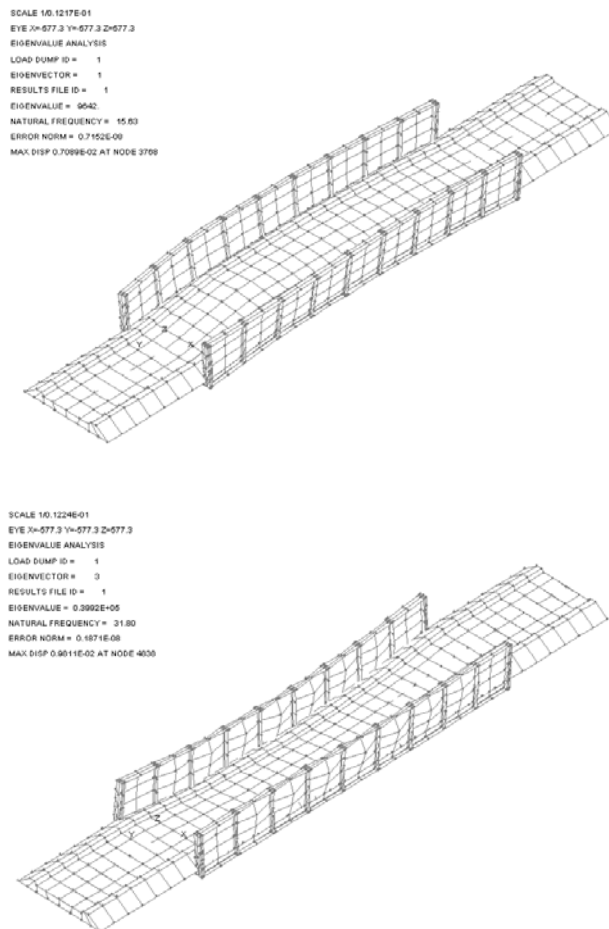 SCALE 1/0.1217E-01
EYE X=-577.3 Y=-577.3 Z=577.3
EIGENVALUE ANALYSIS
LOAD DUMP ID = 1
EIGENVECTOR = 1
RESULTS FILE ID = 1
EIGENVALUE = 9642.
NATURAL FREQUENCY = 15.63
ERROR NORM = 0.7152E-09
MAX DISP 0.7089E-02 AT NODE 3768
Z
Y
X
SCALE 1/0.1224E-01
EYE X=-577.3 Y=-577.3 Z=577.3
EIGENVALUE ANALYSIS
LOAD DUMP ID = 1
EIGENVECTOR = 3
RESULTS FILE ID = 1
EIGENVALUE = 0.3992E+05
NATURAL FREQUENCY = 31.80
ERROR NORM = 0.1871E-08
MAX DISP 0.9811E-02 AT NODE 4838
Z
Y
X